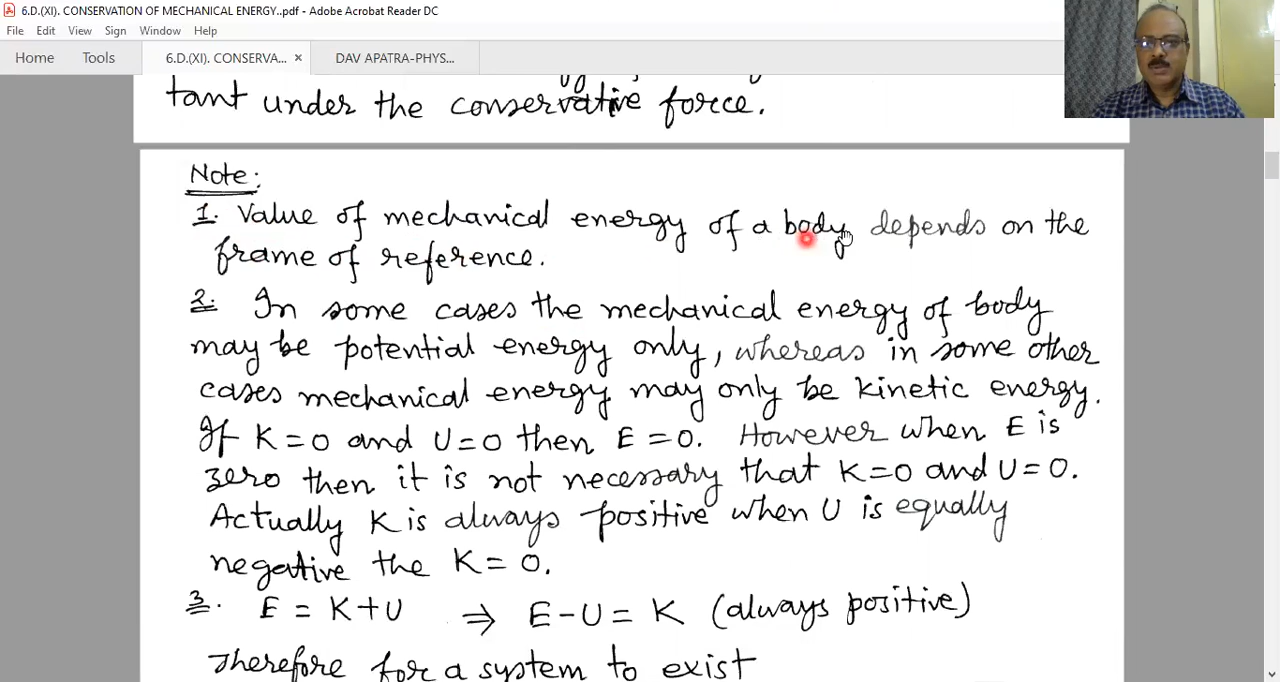 6.D.(XI). CONSERVATION OF MECHANICAL ENERGY..pdf - Adobe Acrobat Reader DC
File Edit View Sign Window Help
Home Tools 6.D.(XI). CONSERVA... × DAV APATRA-PHYS...
tant under the conservative force.
Note:
1. Value of mechanical energy of a body depends on the
frame of reference.
2. In some cases the mechanical energy of body
may be potential energy only, whereas in some other
cases mechanical energy may only be kinetic energy.
If K=0 and U=0 then E=0. However when E is
zero then it is not necessary that K=0 and U=0.
Actually K is always positive when U is equally
negative the K=0.
3. E = K+U ⇒ E-U= K (always positive)
Therefore for a system to exist